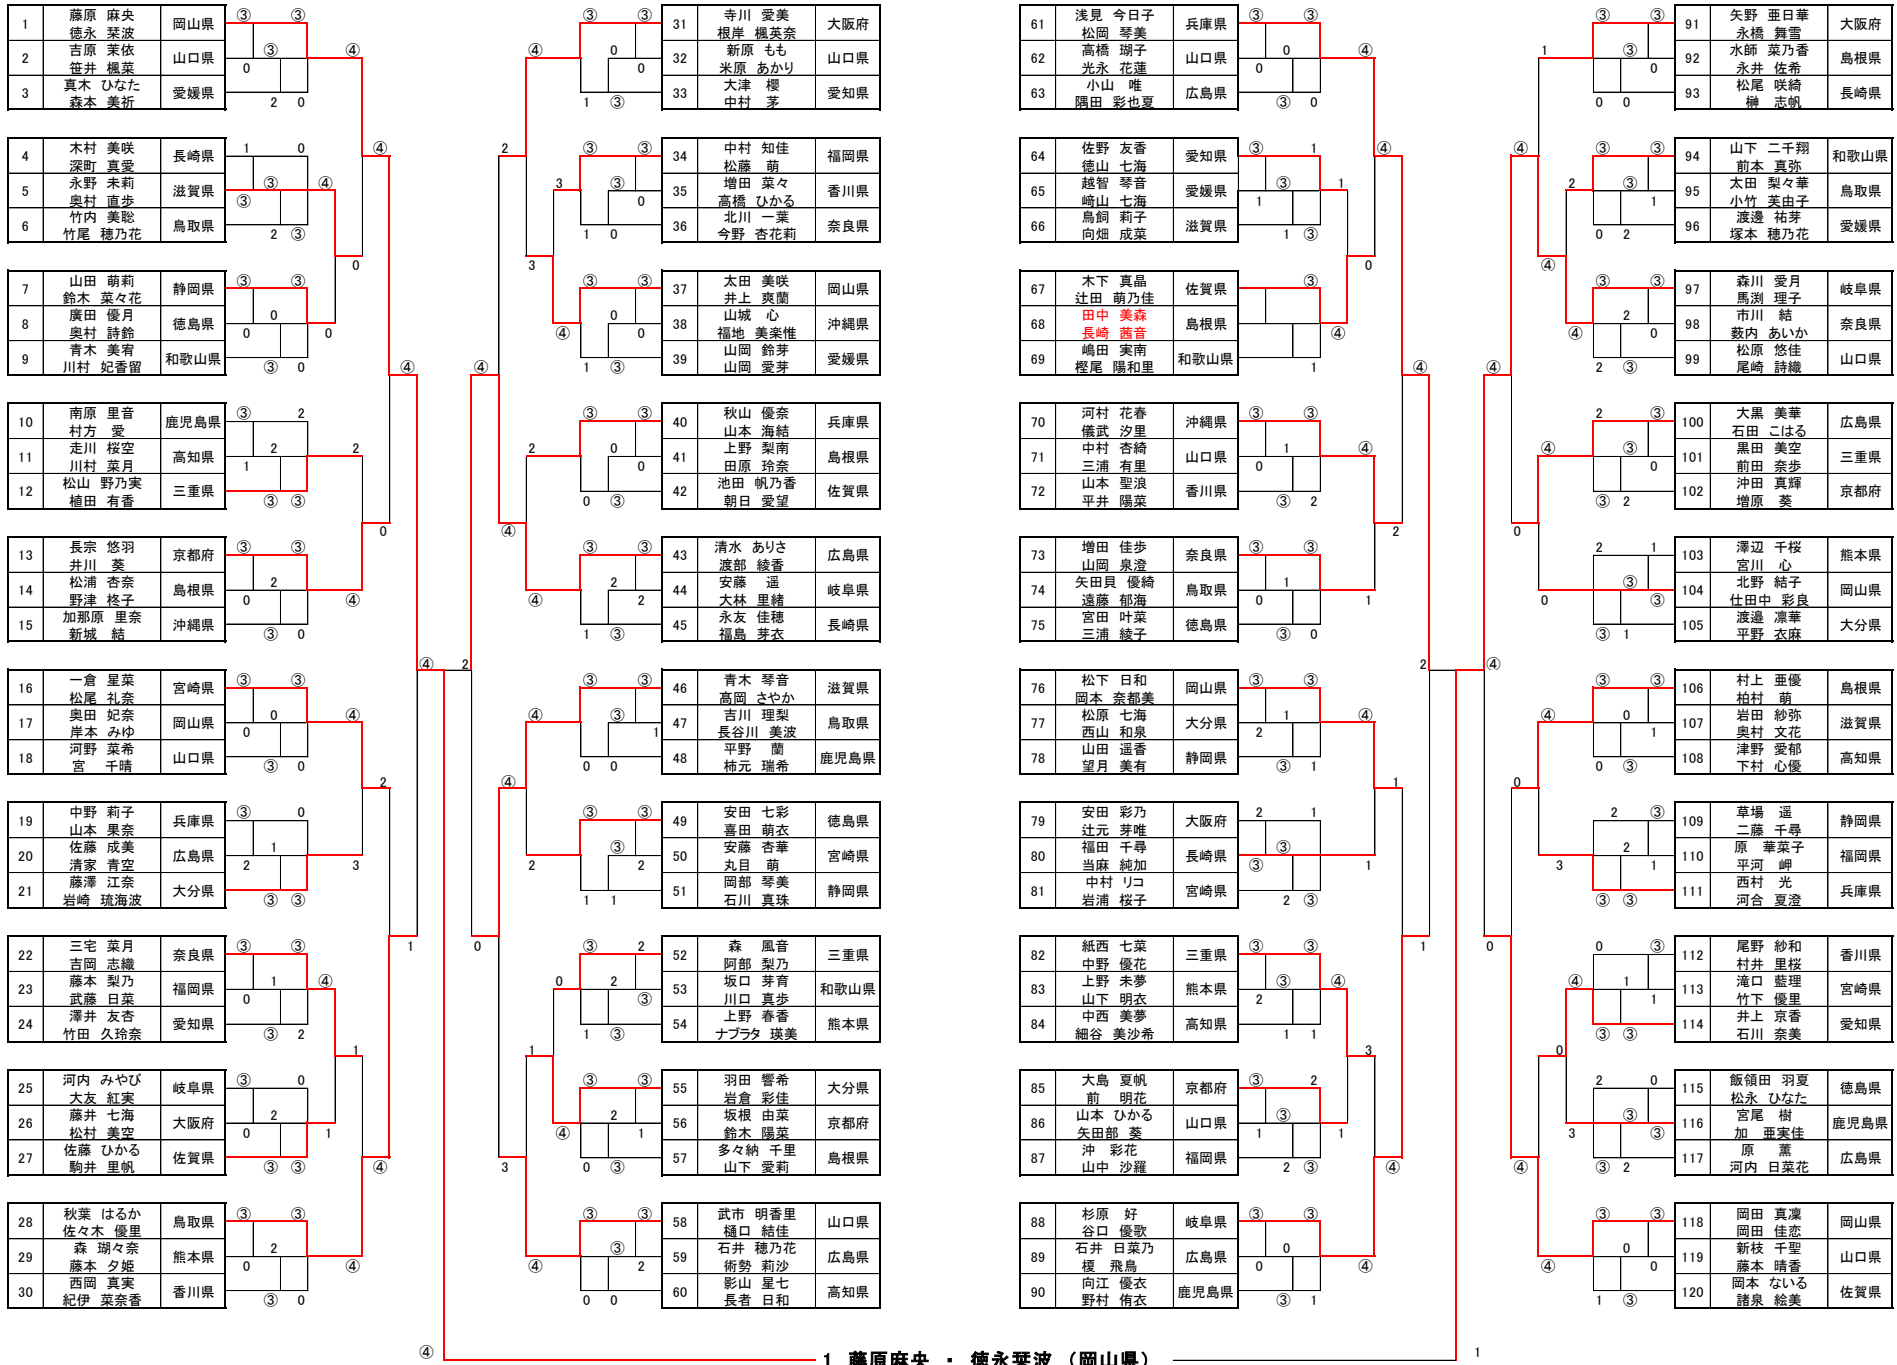 1 藤原 麻央 徳永 栞波 岡山県
2 吉原 茉依 笹井 楓菜 山口県
3 真木 ひなた 森本 美祈 愛媛県
4 木村 美咲 深町 真愛 長崎県
5 永野 未莉 奥村 直歩 滋賀県
6 竹内 美聡 竹尾 穂乃花 鳥取県
7 山田 萌莉 鈴木 菜々花 静岡県
8 廣田 優月 奥村 詩鈴 徳島県
9 青木 美宥 川村 妃香留 和歌山県
10 南原 里音 村方 愛 鹿児島県
11 走川 桜空 川村 菜月 高知県
12 松山 野乃実 植田 有香 三重県
13 長宗 悠羽 井川 葵 京都府
14 松浦 杏奈 野津 柊子 島根県
15 加那原 里奈 新城 結 沖縄県
16 一倉 星菜 松尾 礼奈 宮崎県
17 奥田 妃奈 岸本 みゆ 岡山県
18 河野 菜希 宮 千晴 山口県
19 中野 莉子 山本 果奈 兵庫県
20 佐藤 成美 清家 青空 広島県
21 藤澤 江奈 岩崎 琉海波 大分県
22 三宅 菜月 吉岡 志織 奈良県
23 藤本 梨乃 武藤 日菜 福岡県
24 澤井 友杏 竹田 久玲奈 愛知県
25 河内 みやび 大友 紅実 岐阜県
26 藤井 七海 松村 美空 大阪府
27 佐藤 ひかる 駒井 里帆 佐賀県
28 秋葉 はるか 佐々木 優里 鳥取県
29 森 瑚々奈 藤本 夕姫 熊本県
30 西岡 真実 紀伊 菜奈香 香川県
31 寺川 愛美 根岸 楓英奈 大阪府
32 新原 もも 米原 あかり 山口県
33 大津 櫻 中村 茅 愛知県
34 中村 知佳 松藤 萌 福岡県
35 増田 菜々 高橋 ひかる 香川県
36 北川 一葉 今野 杏花莉 奈良県
37 太田 美咲 井上 爽蘭 岡山県
38 山城 心 福地 美楽惟 沖縄県
39 山岡 鈴芽 山岡 愛芽 愛媛県
40 秋山 優奈 山本 海結 兵庫県
41 上野 梨南 田原 玲奈 島根県
42 池田 帆乃香 朝日 愛望 佐賀県
43 清水 ありさ 渡部 綾香 広島県
44 安藤 遥 大林 里緒 岐阜県
45 永友 佳穂 福島 芽衣 長崎県
46 青木 琴音 髙岡 さやか 滋賀県
47 吉川 理梨 長谷川 美波 鳥取県
48 平野 蘭 柿元 瑞希 鹿児島県
49 安田 七彩 喜田 萌衣 徳島県
50 安藤 杏華 丸目 萌 宮崎県
51 岡部 琴美 石川 真珠 静岡県
52 森 風音 阿部 梨乃 三重県
53 坂口 芽育 川口 真歩 和歌山県
54 上野 春香 ナブラタ 瑛美 熊本県
55 羽田 響希 岩倉 彩佳 大分県
56 坂根 由菜 鈴木 陽菜 京都府
57 多々納 千里 山下 愛莉 島根県
58 武市 明香里 樋口 結佳 山口県
59 石井 穂乃花 術勢 莉沙 広島県
60 影山 星七 長者 日和 高知県
61 浅見 今日子 松岡 琴美 兵庫県
62 高橋 瑚子 光永 花蓮 山口県
63 小山 唯 隅田 彩也夏 広島県
64 佐野 友香 徳山 七海 愛知県
65 越智 琴音 﨑山 七海 愛媛県
66 鳥飼 莉子 向畑 成菜 滋賀県
67 木下 真晶 辻田 萌乃佳 佐賀県
68 田中 美森 長崎 茜音 島根県
69 嶋田 実南 樫尾 陽和里 和歌山県
70 河村 花春 儀武 汐里 沖縄県
71 中村 杏綺 三浦 有里 山口県
72 山本 聖浪 平井 陽菜 香川県
73 増田 佳歩 山岡 泉澄 奈良県
74 矢田貝 優綺 遠藤 郁海 鳥取県
75 宮田 叶菜 三浦 綾子 徳島県
76 松下 日和 岡本 奈都美 岡山県
77 松原 七海 西山 和泉 大分県
78 山田 遥香 望月 美有 静岡県
79 安田 彩乃 辻元 芽唯 大阪府
80 福田 千尋 当麻 純加 長崎県
81 中村 リコ 岩浦 桜子 宮崎県
82 紙西 七菜 中野 優花 三重県
83 上野 未夢 山下 明衣 熊本県
84 中西 美夢 細谷 美沙希 高知県
85 大島 夏帆 前 明花 京都府
86 山本 ひかる 矢田部 葵 山口県
87 沖 彩花 山中 沙羅 福岡県
88 杉原 好 谷口 優歌 岐阜県
89 石井 日菜乃 榎 飛鳥 広島県
90 向江 優衣 野村 侑衣 鹿児島県
91 矢野 亜日華 永橋 舞雪 大阪府
92 水師 菜乃香 永井 佐希 島根県
93 松尾 咲綺 榊 志帆 長崎県
94 山下 二千翔 前本 真弥 和歌山県
95 太田 梨々華 小竹 芙由子 鳥取県
96 渡邊 祐芽 塚本 穂乃花 愛媛県
97 森川 愛月 馬渕 理子 岐阜県
98 市川 結 薮内 あいか 奈良県
99 松原 悠佳 尾崎 詩織 山口県
100 大黒 美華 石田 こはる 広島県
101 黒田 美空 前田 奈歩 三重県
102 沖田 真輝 増原 葵 京都府
103 澤辺 千桜 宮川 心 熊本県
104 北野 結子 仕田中 彩良 岡山県
105 渡邉 凛華 平野 衣麻 大分県
106 村上 亜優 柏村 萌 島根県
107 岩田 紗弥 奥村 文花 滋賀県
108 津野 愛郁 下村 心優 高知県
109 草場 遥 二藤 千尋 静岡県
110 原 華菜子 平河 岬 福岡県
111 西村 光 河合 夏澄 兵庫県
112 尾野 紗和 村井 里桜 香川県
113 滝口 藍理 竹下 優里 宮崎県
114 井上 京香 石川 奈美 愛知県
115 飯領田 羽夏 松永 ひなた 徳島県
116 宮尾 樹 加 亜実佳 鹿児島県
117 原 薫 河内 日菜花 広島県
118 岡田 真凜 岡田 佳恋 岡山県
119 新枝 千聖 藤本 晴香 山口県
120 岡本 ないる 諸泉 絵美 佐賀県
④ 1 藤原麻央 ・ 徳永栞波 (岡山県) 1